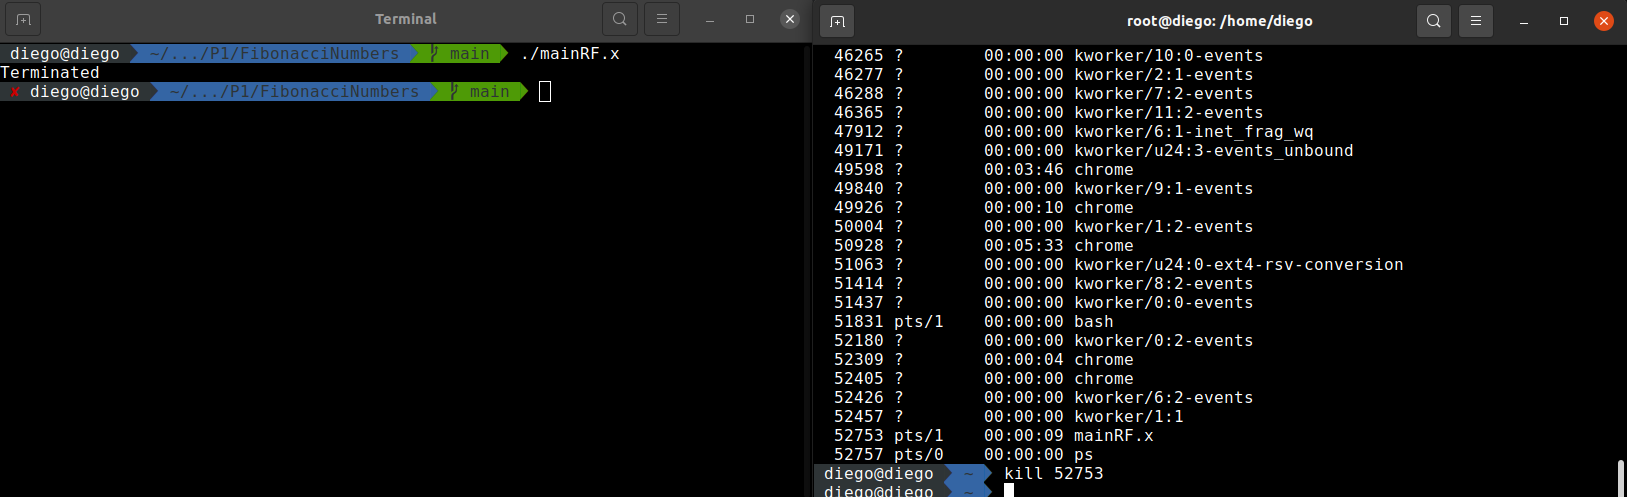 Terminal
diego@diego ~/.../P1/FibonacciNumbers main ./mainRF.x
Terminated
✘ diego@diego ~/.../P1/FibonacciNumbers main
root@diego: /home/diego
46265 ? 00:00:00 kworker/10:0-events
46277 ? 00:00:00 kworker/2:1-events
46288 ? 00:00:00 kworker/7:2-events
46365 ? 00:00:00 kworker/11:2-events
47912 ? 00:00:00 kworker/6:1-inet_frag_wq
49171 ? 00:00:00 kworker/u24:3-events_unbound
49598 ? 00:03:46 chrome
49840 ? 00:00:00 kworker/9:1-events
49926 ? 00:00:10 chrome
50004 ? 00:00:00 kworker/1:2-events
50928 ? 00:05:33 chrome
51063 ? 00:00:00 kworker/u24:0-ext4-rsv-conversion
51414 ? 00:00:00 kworker/8:2-events
51437 ? 00:00:00 kworker/0:0-events
51831 pts/1 00:00:00 bash
52180 ? 00:00:00 kworker/0:2-events
52309 ? 00:00:04 chrome
52405 ? 00:00:00 chrome
52426 ? 00:00:00 kworker/6:2-events
52457 ? 00:00:00 kworker/1:1
52753 pts/1 00:00:09 mainRF.x
52757 pts/0 00:00:00 ps
diego@diego ~ kill 52753
diego@diego ~